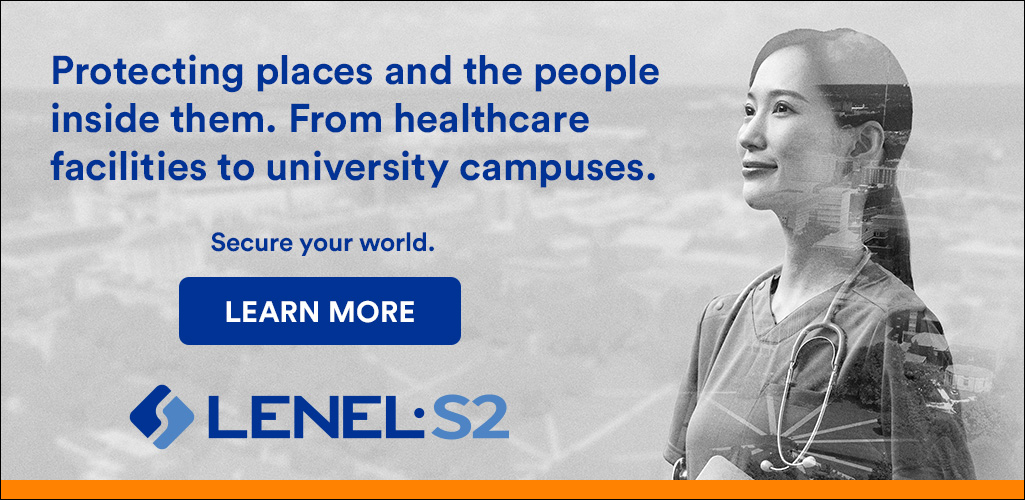 Protecting places and the people
inside them. From healthcare
facilities to university campuses.
Secure your world.
LEARN MORE
LENEL·S2